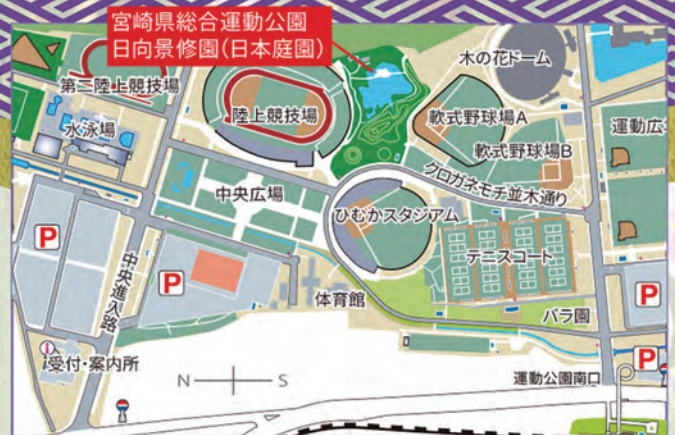 宮崎県総合運動公園
日向景修園(日本庭園)
木の花ドーム
第二陸上競技場
陸上競技場
軟式野球場A
水泳場
運動広
軟式野球場B
クロガネモチ並木通り
中央広場
ひむかスタジアム
P
テニスコート
中央進入路
P
P
体育館
バラ園
i
受付・案内所
P
N
S
運動公園南口